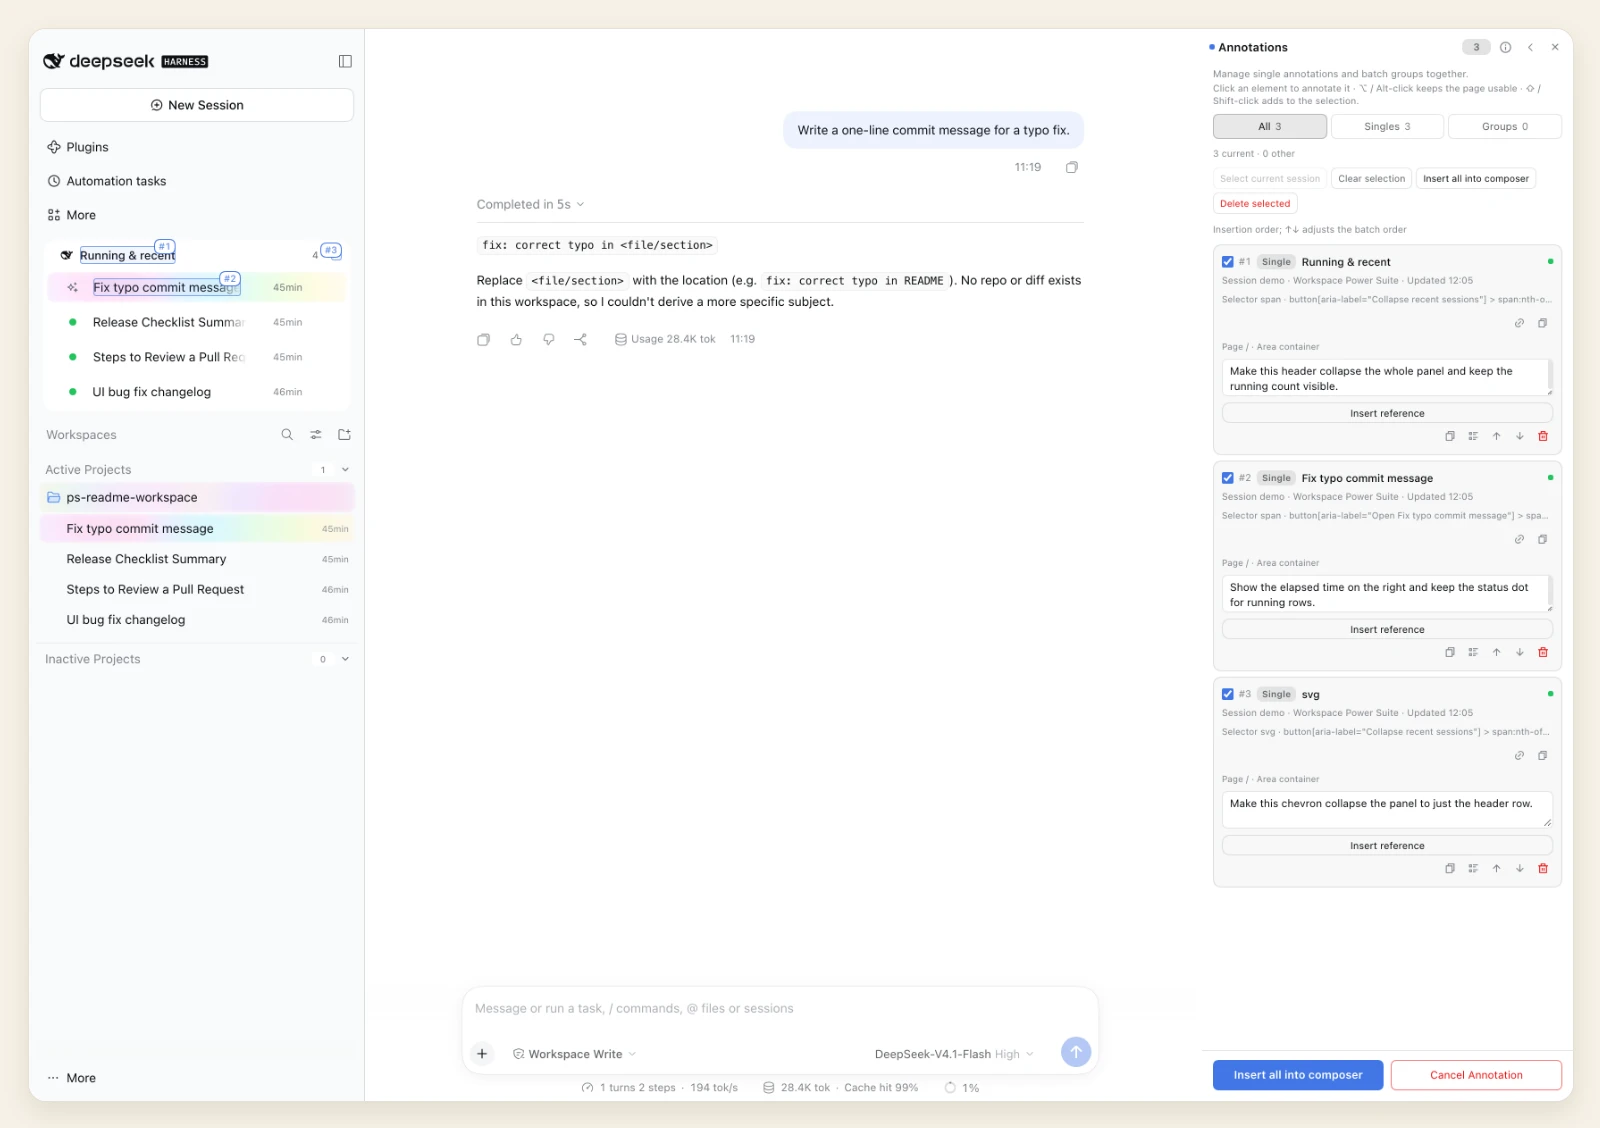 deepseek HARNESS
New Session
Plugins
Automation tasks
More
#1
Running & recent
4
#3
#2
Fix typo commit messag
45min
Release Checklist Summar
45min
Steps to Review a Pull Req
45min
UI bug fix changelog
46min
Workspaces
Active Projects
1
ps-readme-workspace
Fix typo commit message
45min
Release Checklist Summary
45min
Steps to Review a Pull Request
46min
UI bug fix changelog
46min
Inactive Projects
0
More
Write a one-line commit message for a typo fix.
11:19
Completed in 5s
fix: correct typo in <file/section>
Replace <file/section> with the location (e.g. fix: correct typo in README ). No repo or diff exists
in this workspace, so I couldn't derive a more specific subject.
Usage 28.4K tok 11:19
Message or run a task, / commands, @ files or sessions
Workspace Write
DeepSeek-V4.1-Flash High
1 turns 2 steps · 194 tok/s
28.4K tok · Cache hit 99%
1%
Annotations
3
Manage single annotations and batch groups together.
Click an element to annotate it · ⌥ / Alt-click keeps the page usable · ⇧ /
Shift-click adds to the selection.
All 3
Singles 3
Groups 0
3 current · 0 other
Select current session
Clear selection
Insert all into composer
Delete selected
Insertion order; ↑↓ adjusts the batch order
#1 Single Running & recent
Session demo · Workspace Power Suite · Updated 12:05
Selector span · button[aria-label="Collapse recent sessions"] > span:nth-o...
Page / · Area container
Make this header collapse the whole panel and keep the
running count visible.
Insert reference
#2 Single Fix typo commit message
Session demo · Workspace Power Suite · Updated 12:05
Selector span · button[aria-label="Open Fix typo commit message"] > spa...
Page / · Area container
Show the elapsed time on the right and keep the status dot
for running rows.
Insert reference
#3 Single svg
Session demo · Workspace Power Suite · Updated 12:05
Selector svg · button[aria-label="Collapse recent sessions"] > span:nth-of...
Page / · Area container
Make this chevron collapse the panel to just the header row.
Insert reference
Insert all into composer
Cancel Annotation